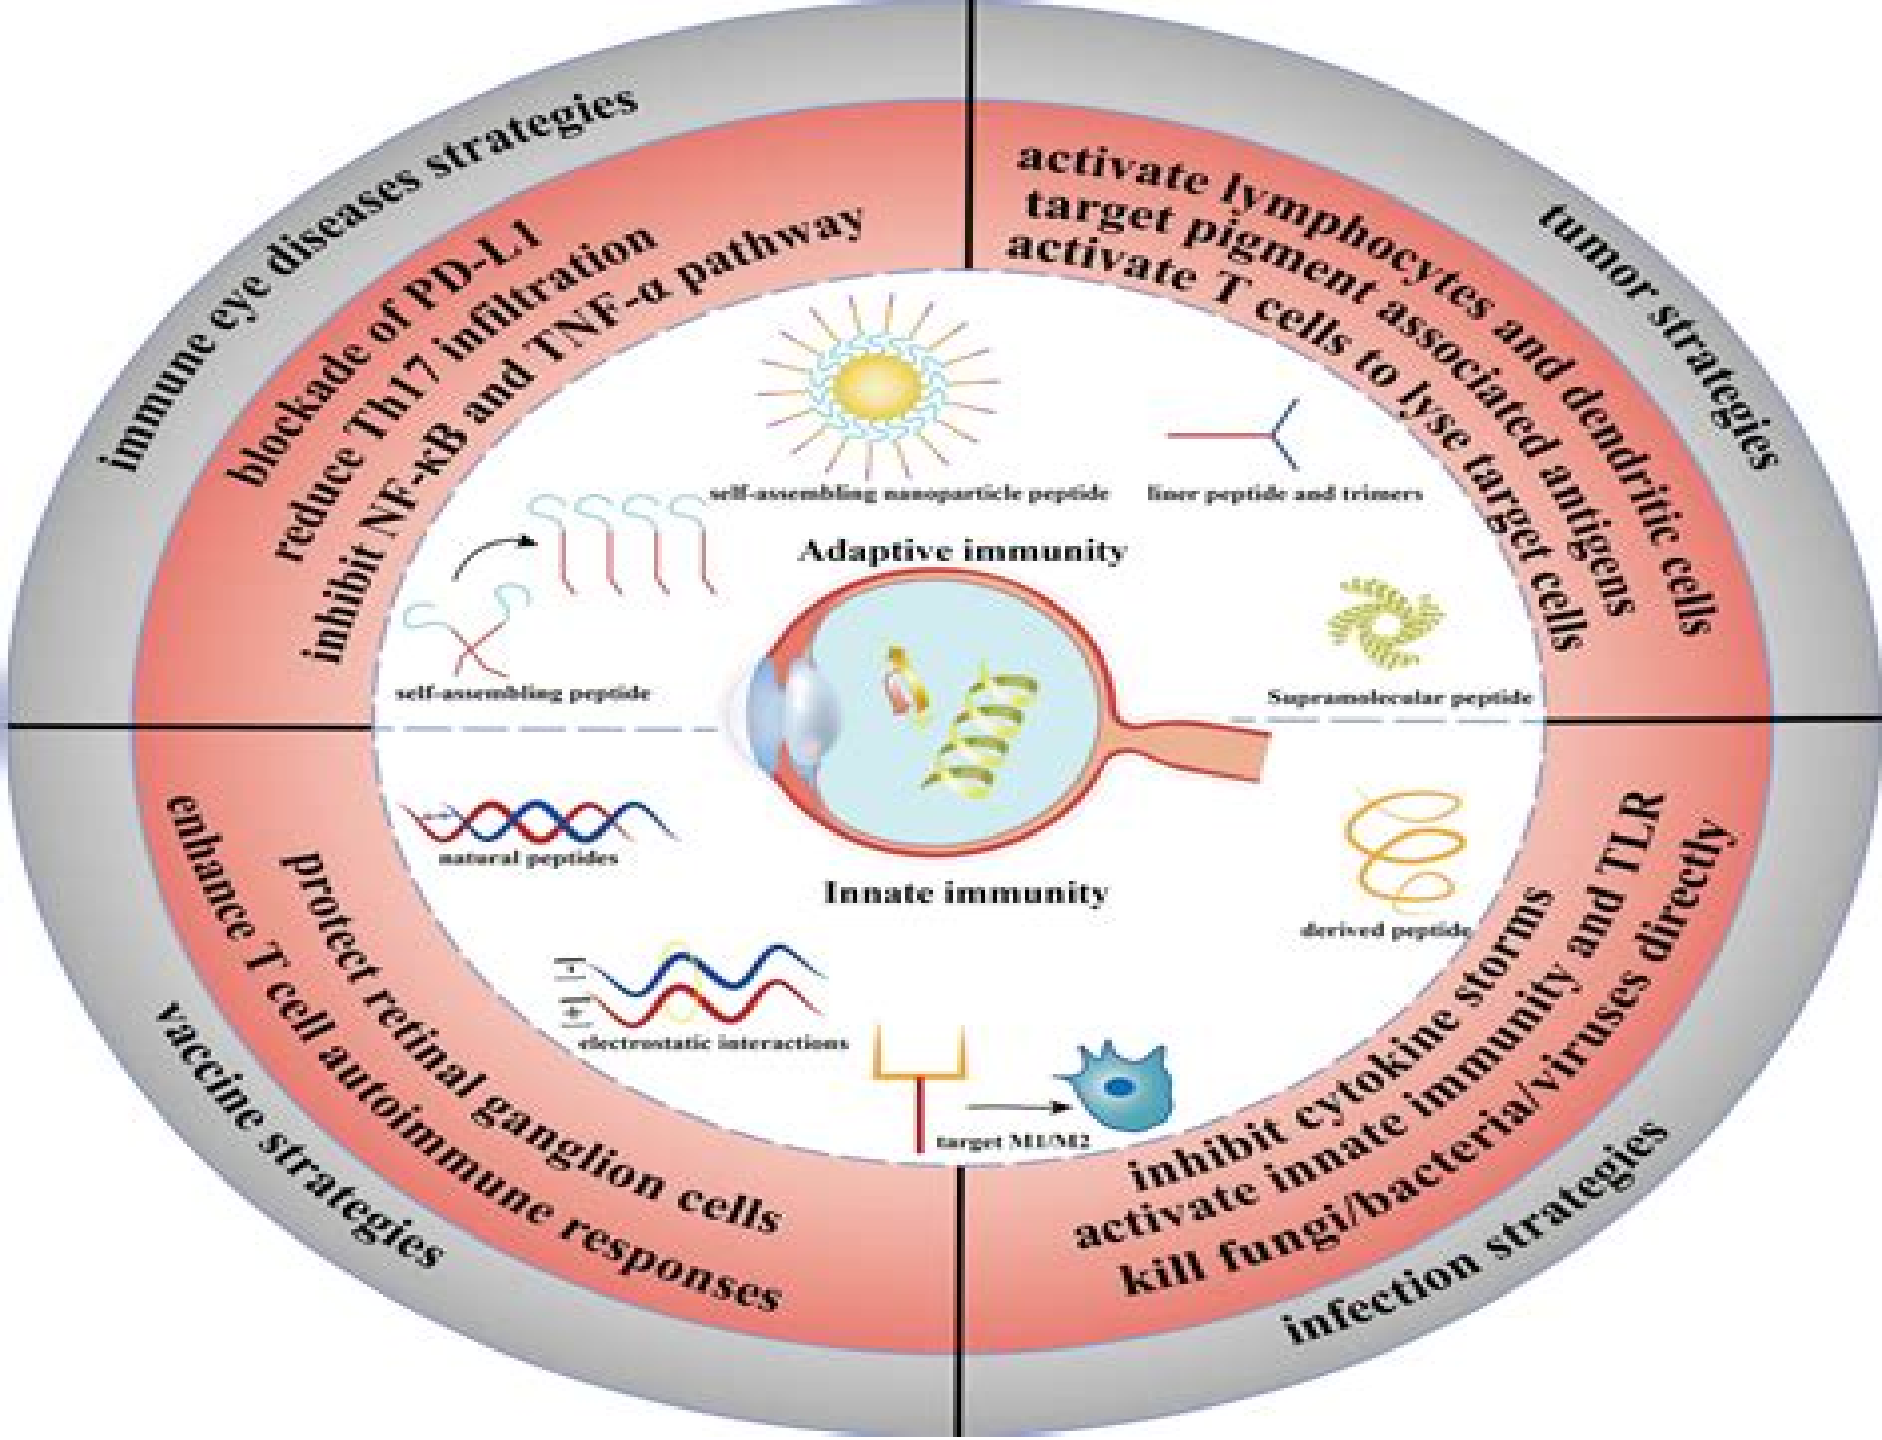 immune eye diseases strategies
blockade of PD-L1
reduce Th17 infiltration
inhibit NF-κB and TNF-α pathway
tumor strategies
activate lymphocytes and dendritic cells
target pigment associated antigens
activate T cells to lyse target cells
self-assembling nanoparticle peptide
liner peptide and trimers
Adaptive immunity
self-assembling peptide
Supramolecular peptide
natural peptides
Innate immunity
derived peptide
electrostatic interactions
target M1/M2
protect retinal ganglion cells
enhance T cell autoimmune responses
vaccine strategies
inhibit cytokine storms
activate innate immunity and TLR
kill fungi/bacteria/viruses directly
infection strategies